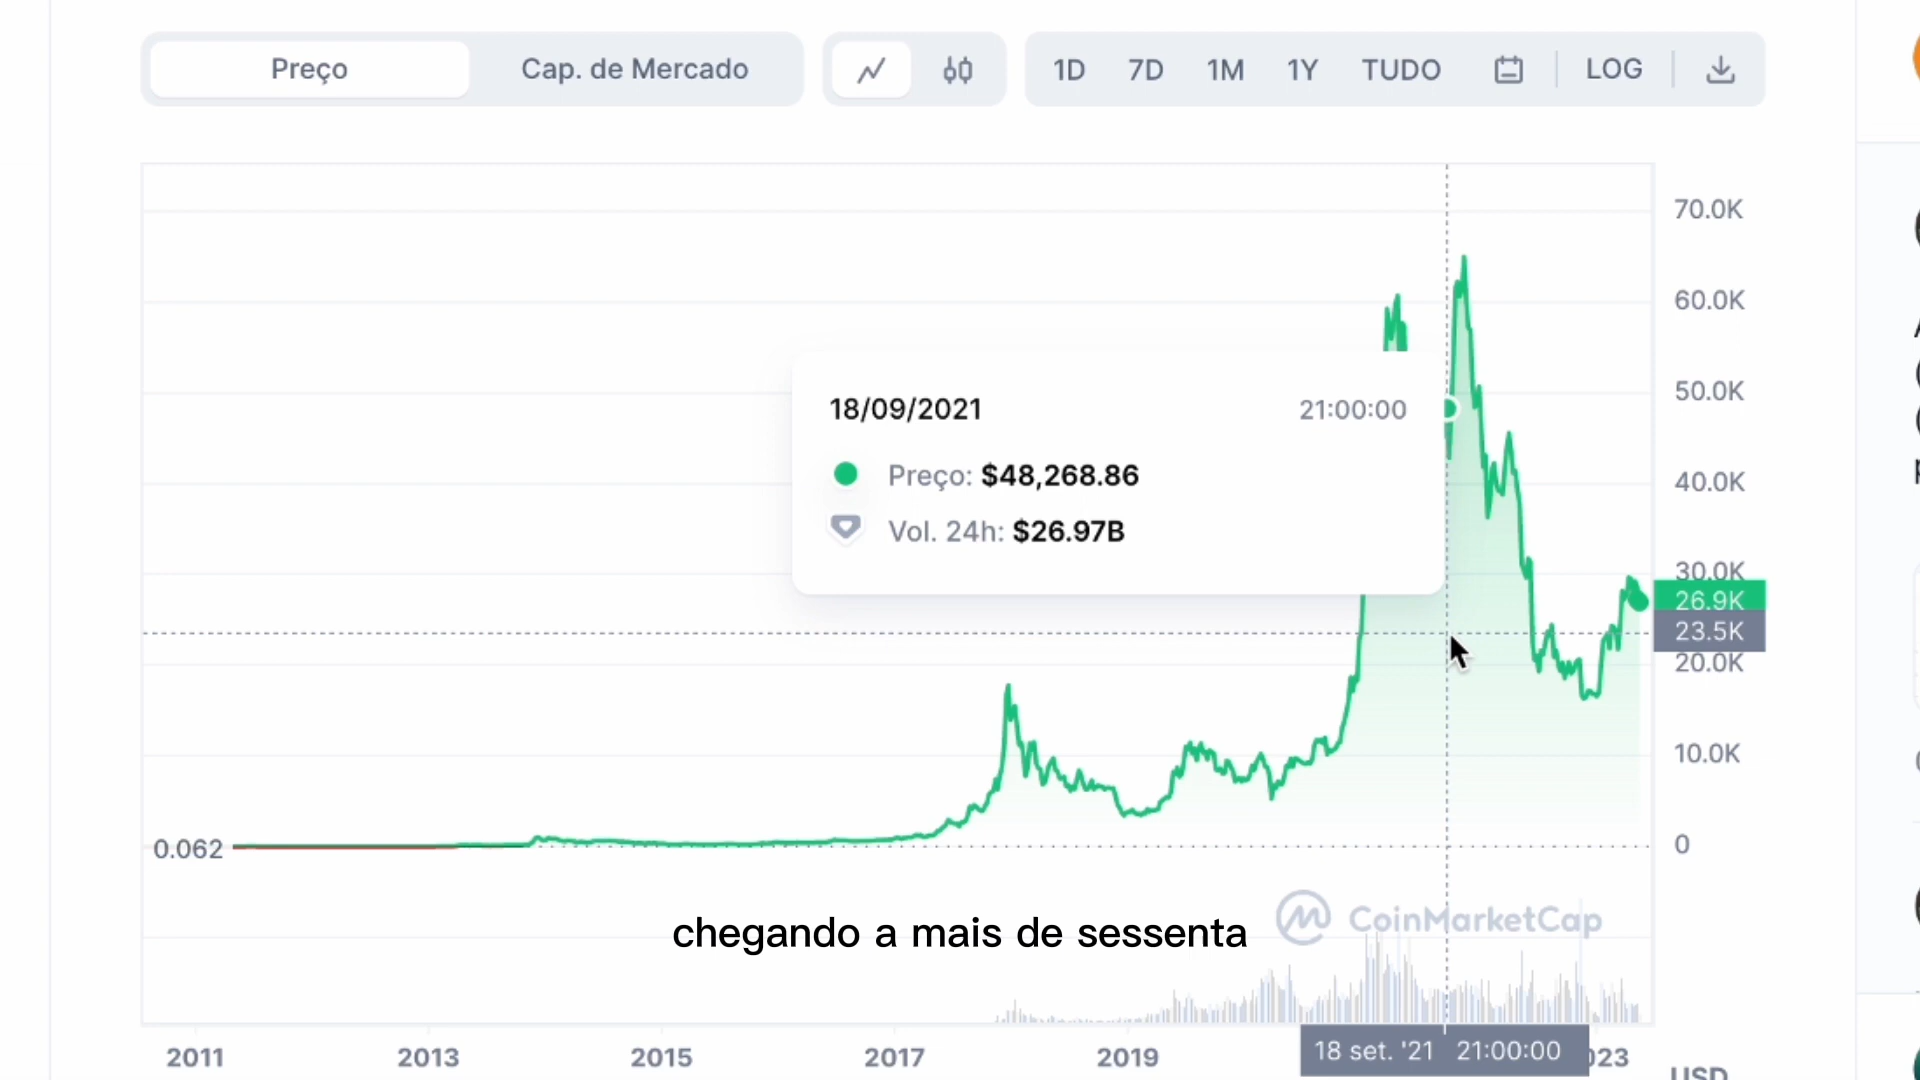 Preço Cap. de Mercado 1D 7D 1M 1Y TUDO LOG
70.0K
60.0K
50.0K
40.0K
30.0K
26.9K
23.5K
20.0K
10.0K
0
18/09/2021 21:00:00
Preço: $48,268.86
Vol. 24h: $26.97B
0.062
CoinMarketCap
chegando a mais de sessenta
2011 2013 2015 2017 2019 18 set. '21 21:00:00 023
USD